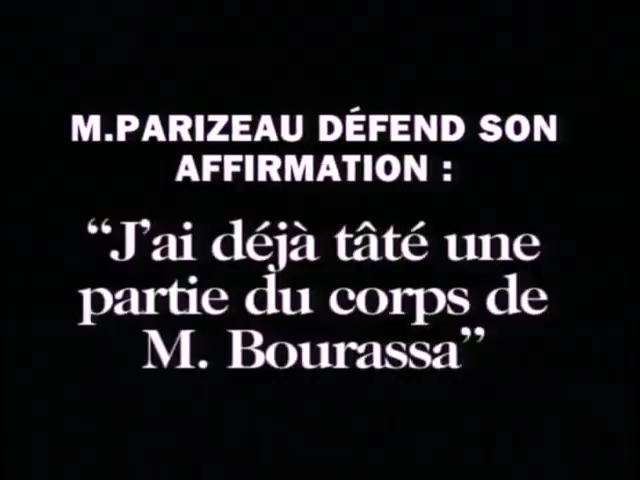 M.PARIZEAU DÉFEND SON
AFFIRMATION :
“J’ai déjà tâté une
partie du corps de
M. Bourassa”